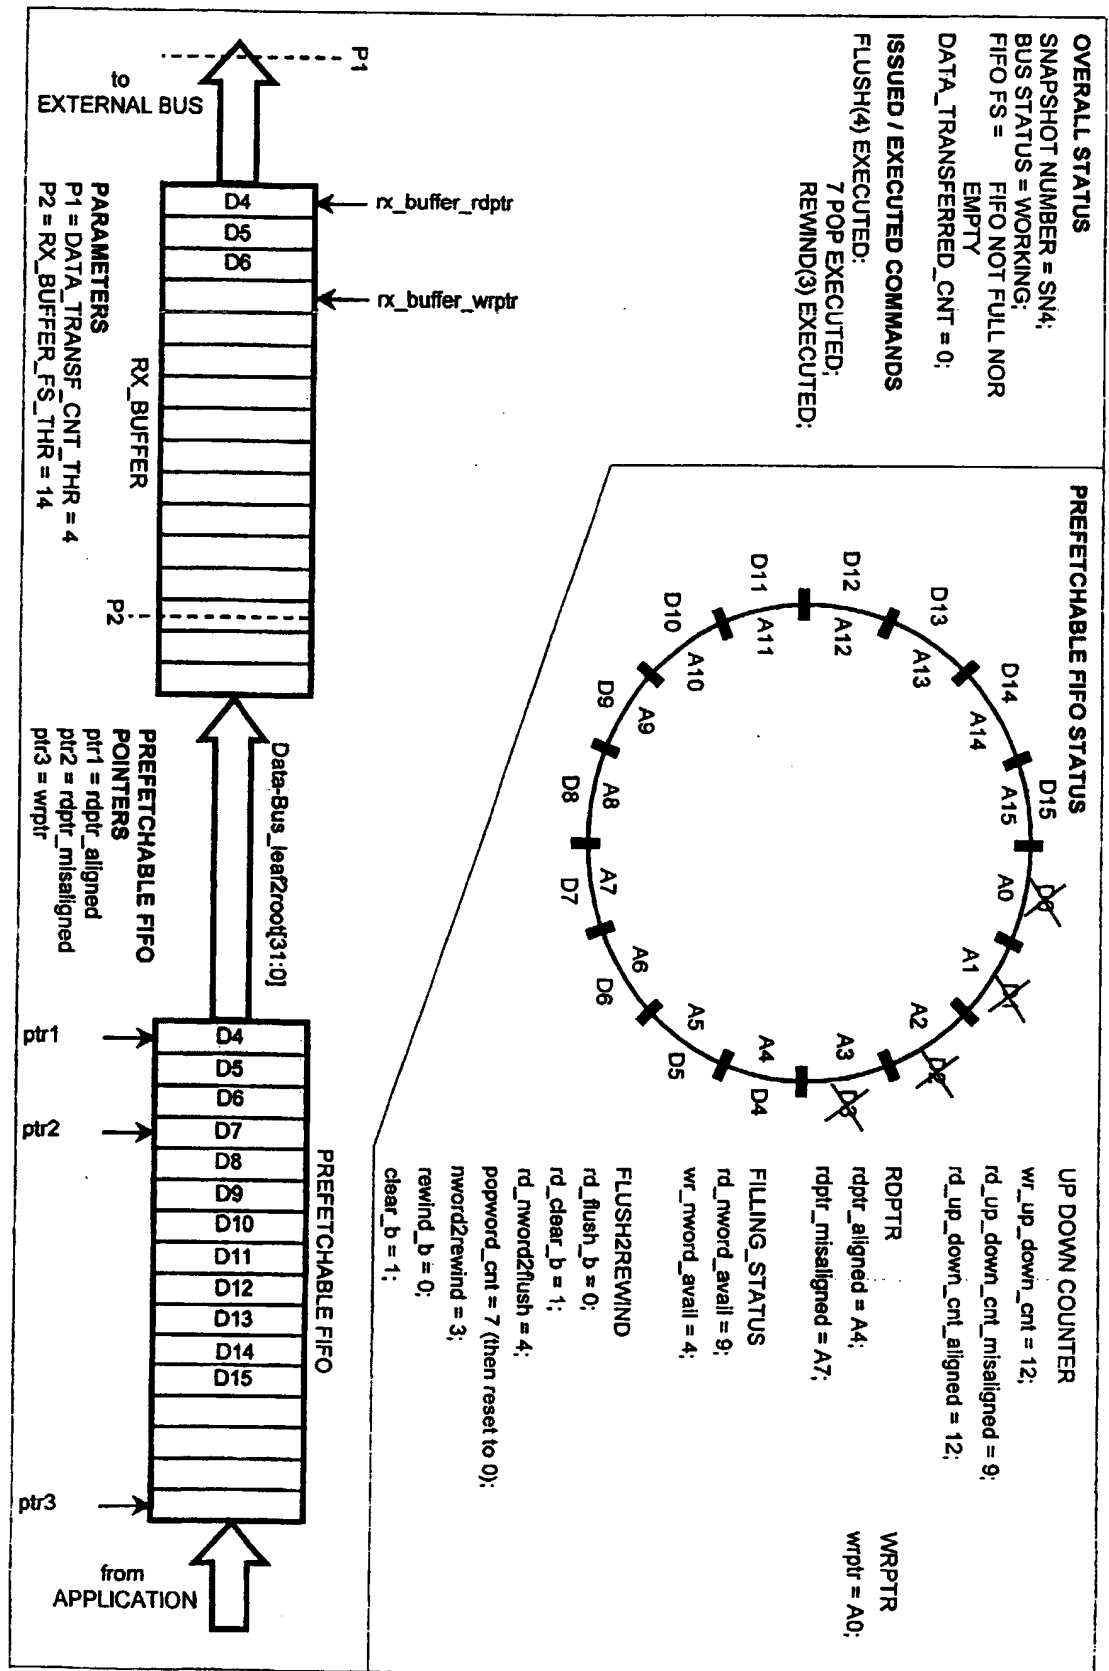 OVERALL STATUS
SNAPSHOT NUMBER = SN4;
BUS STATUS = WORKING;
FIFO FS = FIFO NOT FULL NOR
EMPTY
DATA_TRANSFERRED_CNT = 0;
ISSUED / EXECUTED COMMANDS
FLUSH(4) EXECUTED;
7 POP EXECUTED;
REWIND(3) EXECUTED;
PREFETCHABLE FIFO STATUS
D15
A15
D14
A14
D13
A13
D12
A12
D11
A11
D10
A10
D9
A9
D8
A8
D7
A7
D6
A6
D5
A5
D4
A4
D3
A3
D2
A2
D1
A1
D0
A0
UP DOWN COUNTER
wr_up_down_cnt = 12;
rd_up_down_cnt_misaligned = 9;
rd_up_down_cnt_aligned = 12;
RDPTR
rdptr_aligned = A4;
rdptr_misaligned = A7;
WRPTR
wrptr = A0;
FILLING_STATUS
rd_nword_avail = 9;
wr_nword_avail = 4;
FLUSH2REWIND
rd_flush_b = 0;
rd_clear_b = 1;
rd_nword2flush = 4;
popword_cnt = 7 (then reset to 0);
nword2rewind = 3;
rewind_b = 0;
clear_b = 1;
P1
to
EXTERNAL BUS
rx_buffer_rdptr
rx_buffer_wrptr
D4
D5
D6
RX_BUFFER
P2
PARAMETERS
P1 = DATA_TRANSF_CNT_THR = 4
P2 = RX_BUFFER_FS_THR = 14
Data-Bus_leaf2root[31:0]
PREFETCHABLE FIFO
POINTERS
ptr1 = rdptr_aligned
ptr2 = rdptr_misaligned
ptr3 = wrptr
PREFETCHABLE FIFO
D4
D5
D6
D7
D8
D9
D10
D11
D12
D13
D14
D15
ptr1
ptr2
ptr3
from
APPLICATION